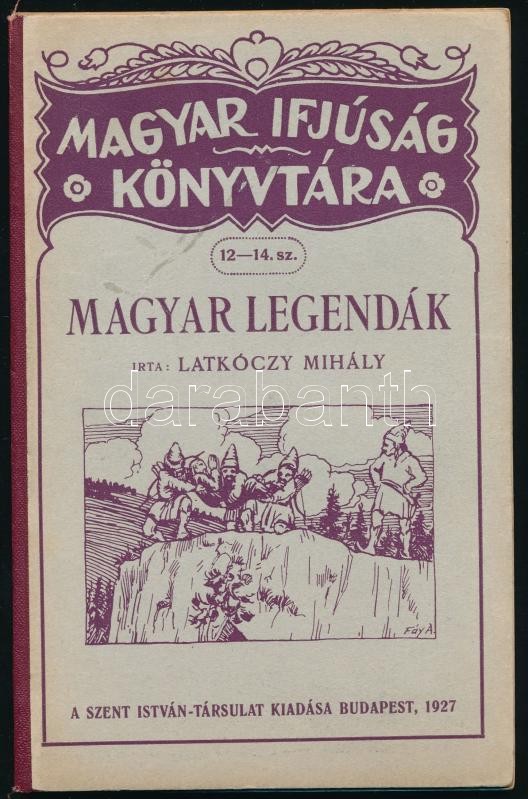 MAGYAR IFJÚSÁG
KÖNYVTÁRA
12—14. sz.
MAGYAR LEGENDÁK
IRTA: LATKÓCZY MIHÁLY
darabanth
Fáy A.
A SZENT ISTVÁN-TÁRSULAT KIADÁSA BUDAPEST, 1927